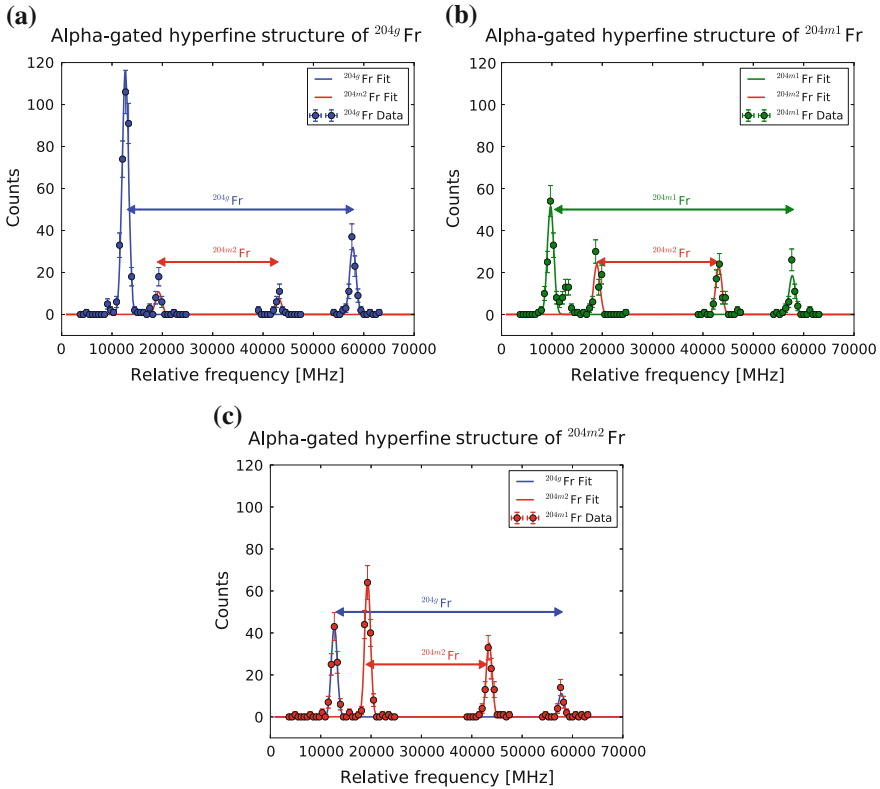 (a)
Alpha-gated hyperfine structure of ²⁰⁴ᵍFr
120
100
80
60
40
20
0
Counts
²⁰⁴ᵍFr Fit
²⁰⁴ᵐ²Fr Fit
²⁰⁴ᵍFr Data
²⁰⁴ᵍFr
²⁰⁴ᵐ²Fr
0 10000 20000 30000 40000 50000 60000 70000
Relative frequency [MHz]
(b)
Alpha-gated hyperfine structure of ²⁰⁴ᵐ¹Fr
120
100
80
60
40
20
0
Counts
²⁰⁴ᵐ¹Fr Fit
²⁰⁴ᵐ²Fr Fit
²⁰⁴ᵐ¹Fr Data
²⁰⁴ᵐ¹Fr
²⁰⁴ᵐ²Fr
0 10000 20000 30000 40000 50000 60000 70000
Relative frequency [MHz]
(c)
Alpha-gated hyperfine structure of ²⁰⁴ᵐ²Fr
120
100
80
60
40
20
0
Counts
²⁰⁴ᵍFr Fit
²⁰⁴ᵐ²Fr Fit
²⁰⁴ᵐ¹Fr Data
²⁰⁴ᵍFr
²⁰⁴ᵐ²Fr
0 10000 20000 30000 40000 50000 60000 70000
Relative frequency [MHz]